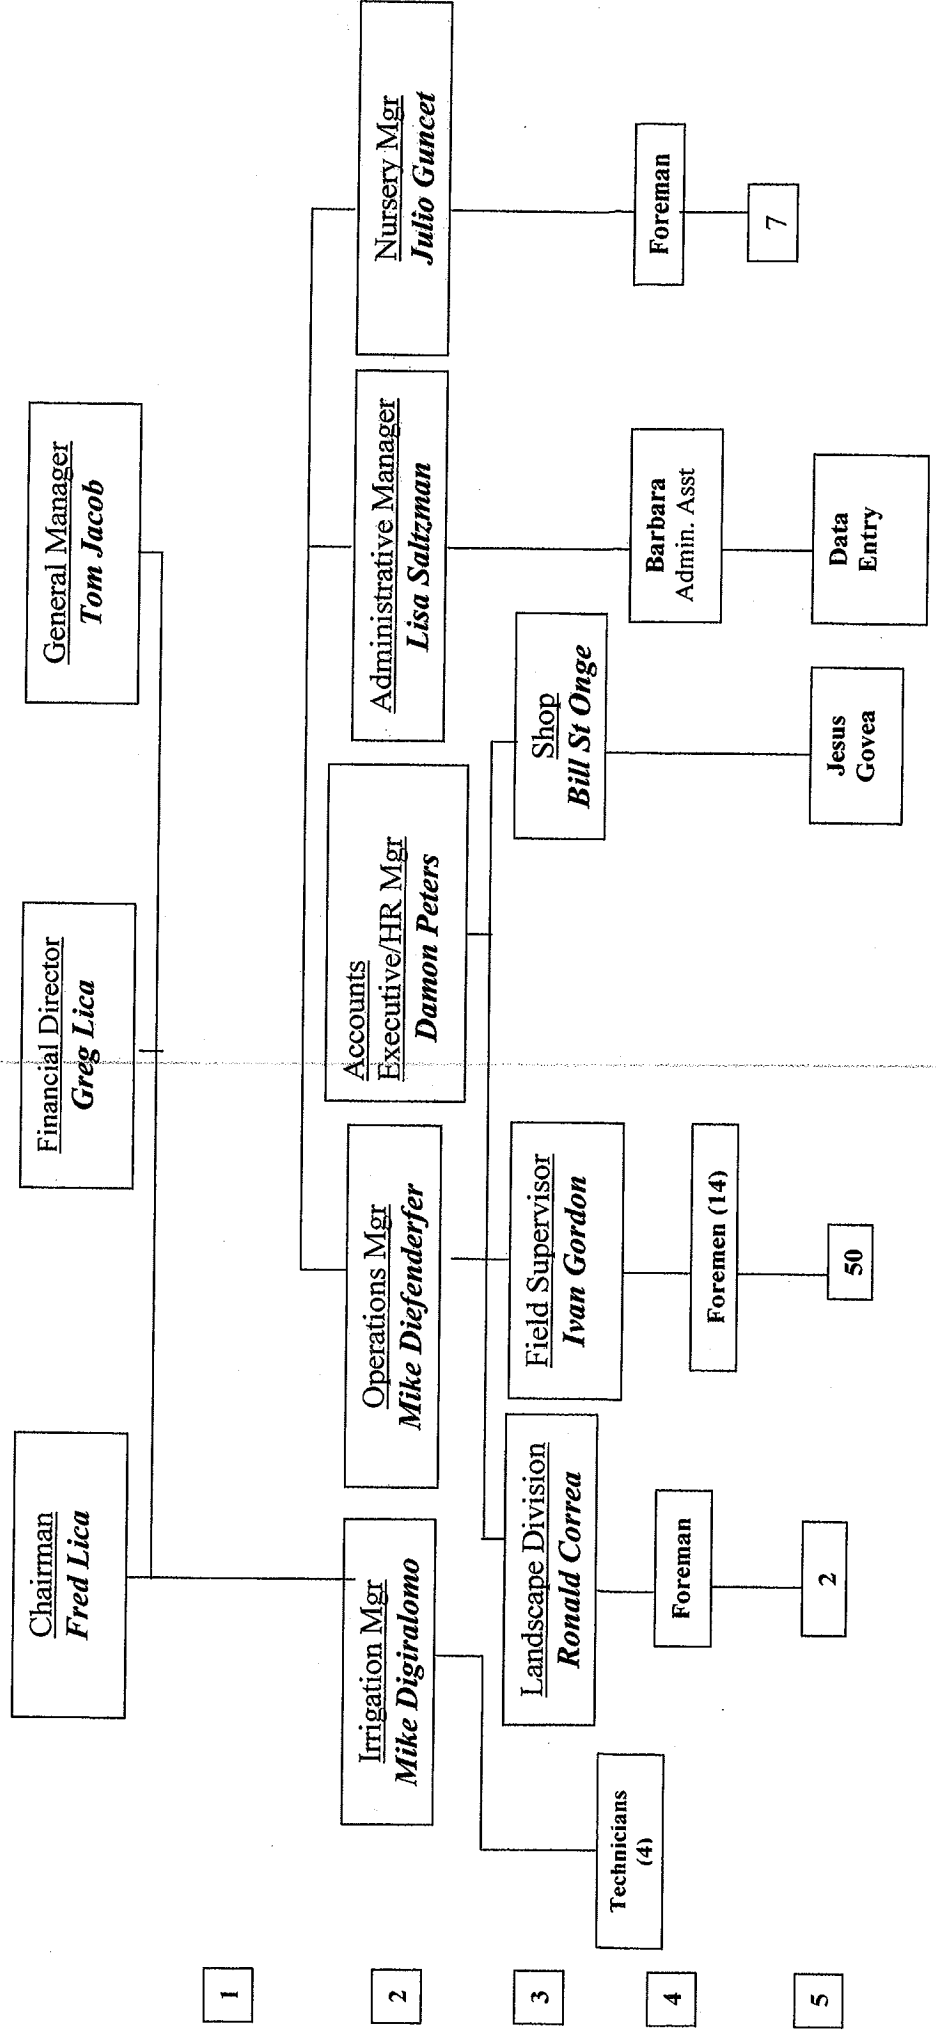 Chairman
Fred Lica
Financial Director
Greg Lica
General Manager
Tom Jacob
1
2
Irrigation Mgr
Mike Digiralomo
Operations Mgr
Mike Diefenderfer
Accounts
Executive/HR Mgr
Damon Peters
Administrative Manager
Lisa Saltzman
Nursery Mgr
Julio Guncet
3
Landscape Division
Ronald Correa
Field Supervisor
Ivan Gordon
Shop
Bill St Onge
4
Technicians
(4)
Foreman
Foremen (14)
Barbara
Admin. Asst
Foreman
5
2
50
Jesus
Govea
Data
Entry
7